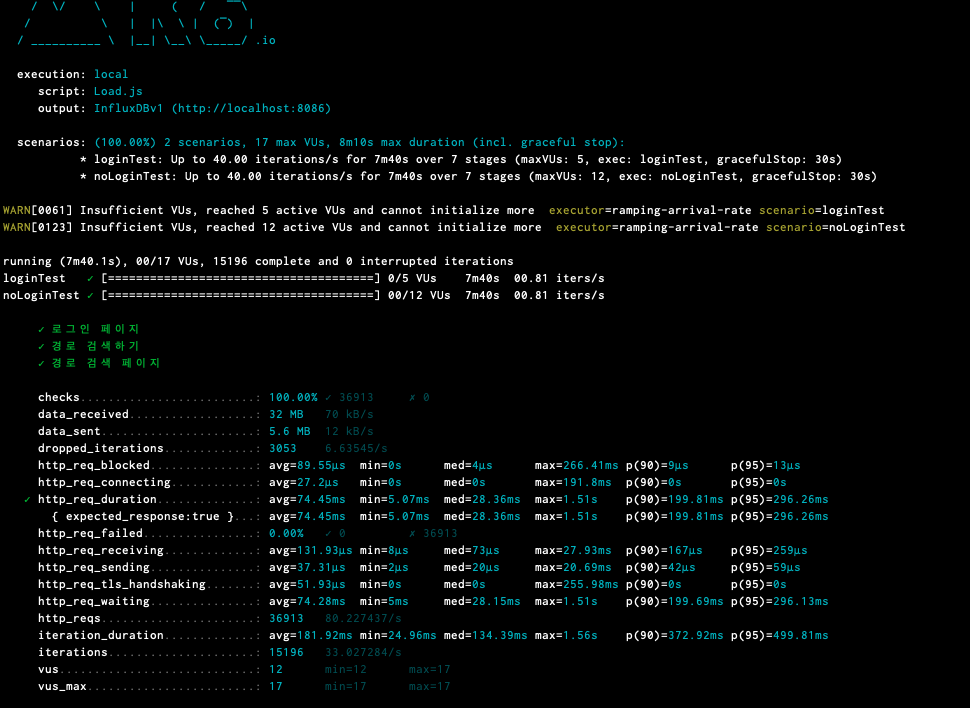 / \/ \ | ( / ‾‾\
/ \ | |\ \ | (‾) |
/ __________ \ |__| \__\ \_____/ .io
execution: local
script: Load.js
output: InfluxDBv1 (http://localhost:8086)
scenarios: (100.00%) 2 scenarios, 17 max VUs, 8m10s max duration (incl. graceful stop):
* loginTest: Up to 40.00 iterations/s for 7m40s over 7 stages (maxVUs: 5, exec: loginTest, gracefulStop: 30s)
* noLoginTest: Up to 40.00 iterations/s for 7m40s over 7 stages (maxVUs: 12, exec: noLoginTest, gracefulStop: 30s)
WARN[0061] Insufficient VUs, reached 5 active VUs and cannot initialize more executor=ramping-arrival-rate scenario=loginTest
WARN[0123] Insufficient VUs, reached 12 active VUs and cannot initialize more executor=ramping-arrival-rate scenario=noLoginTest
running (7m40.1s), 00/17 VUs, 15196 complete and 0 interrupted iterations
loginTest ✓ [======================================] 0/5 VUs 7m40s 00.81 iters/s
noLoginTest ✓ [======================================] 00/12 VUs 7m40s 00.81 iters/s
✓ 로그인 페이지
✓ 경로 검색하기
✓ 경로 검색 페이지
checks.........................: 100.00% ✓ 36913 ✗ 0
data_received..................: 32 MB 70 kB/s
data_sent......................: 5.6 MB 12 kB/s
dropped_iterations.............: 3053 6.63545/s
http_req_blocked...............: avg=89.55µs min=0s med=4µs max=266.41ms p(90)=9µs p(95)=13µs
http_req_connecting............: avg=27.2µs min=0s med=0s max=191.8ms p(90)=0s p(95)=0s
✓ http_req_duration..............: avg=74.45ms min=5.07ms med=28.36ms max=1.51s p(90)=199.81ms p(95)=296.26ms
{ expected_response:true }...: avg=74.45ms min=5.07ms med=28.36ms max=1.51s p(90)=199.81ms p(95)=296.26ms
http_req_failed................: 0.00% ✓ 0 ✗ 36913
http_req_receiving.............: avg=131.93µs min=8µs med=73µs max=27.93ms p(90)=167µs p(95)=259µs
http_req_sending...............: avg=37.31µs min=2µs med=20µs max=20.69ms p(90)=42µs p(95)=59µs
http_req_tls_handshaking.......: avg=51.93µs min=0s med=0s max=255.98ms p(90)=0s p(95)=0s
http_req_waiting...............: avg=74.28ms min=5ms med=28.15ms max=1.51s p(90)=199.69ms p(95)=296.13ms
http_reqs......................: 36913 80.227437/s
iteration_duration.............: avg=181.92ms min=24.96ms med=134.39ms max=1.56s p(90)=372.92ms p(95)=499.81ms
iterations.....................: 15196 33.027284/s
vus............................: 12 min=12 max=17
vus_max........................: 17 min=17 max=17